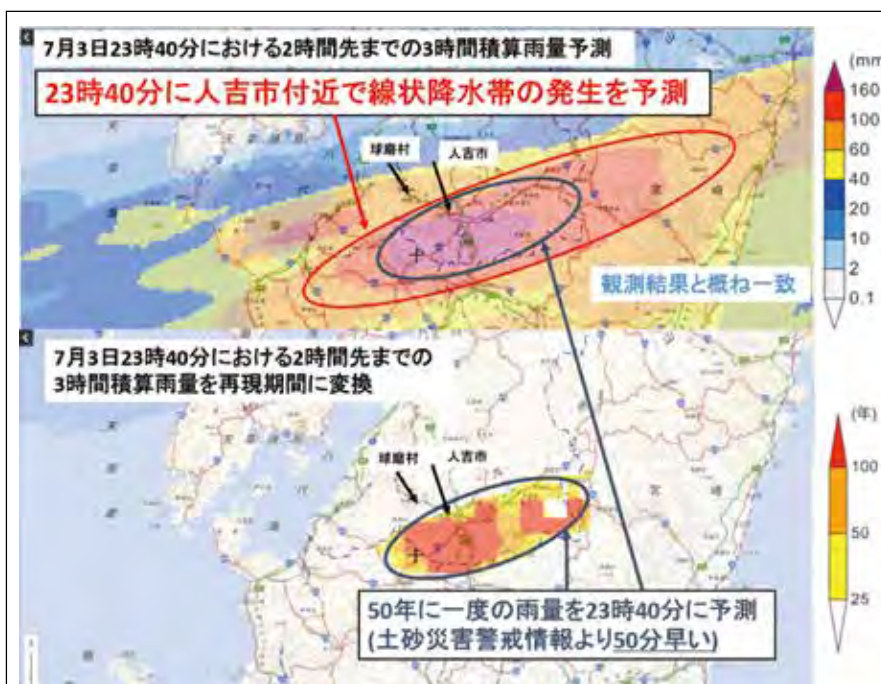 7月3日23時40分における2時間先までの3時間積算雨量予測
23時40分に人吉市付近で線状降水帯の発生を予測
球磨村
人吉市
観測結果と概ね一致
(mm)
160
100
60
40
20
10
2
0.1
7月3日23時40分における2時間先までの
3時間積算雨量を再現期間に変換
球磨村
人吉市
50年に一度の雨量を23時40分に予測
(土砂災害警戒情報より50分早い)
(年)
100
50
25